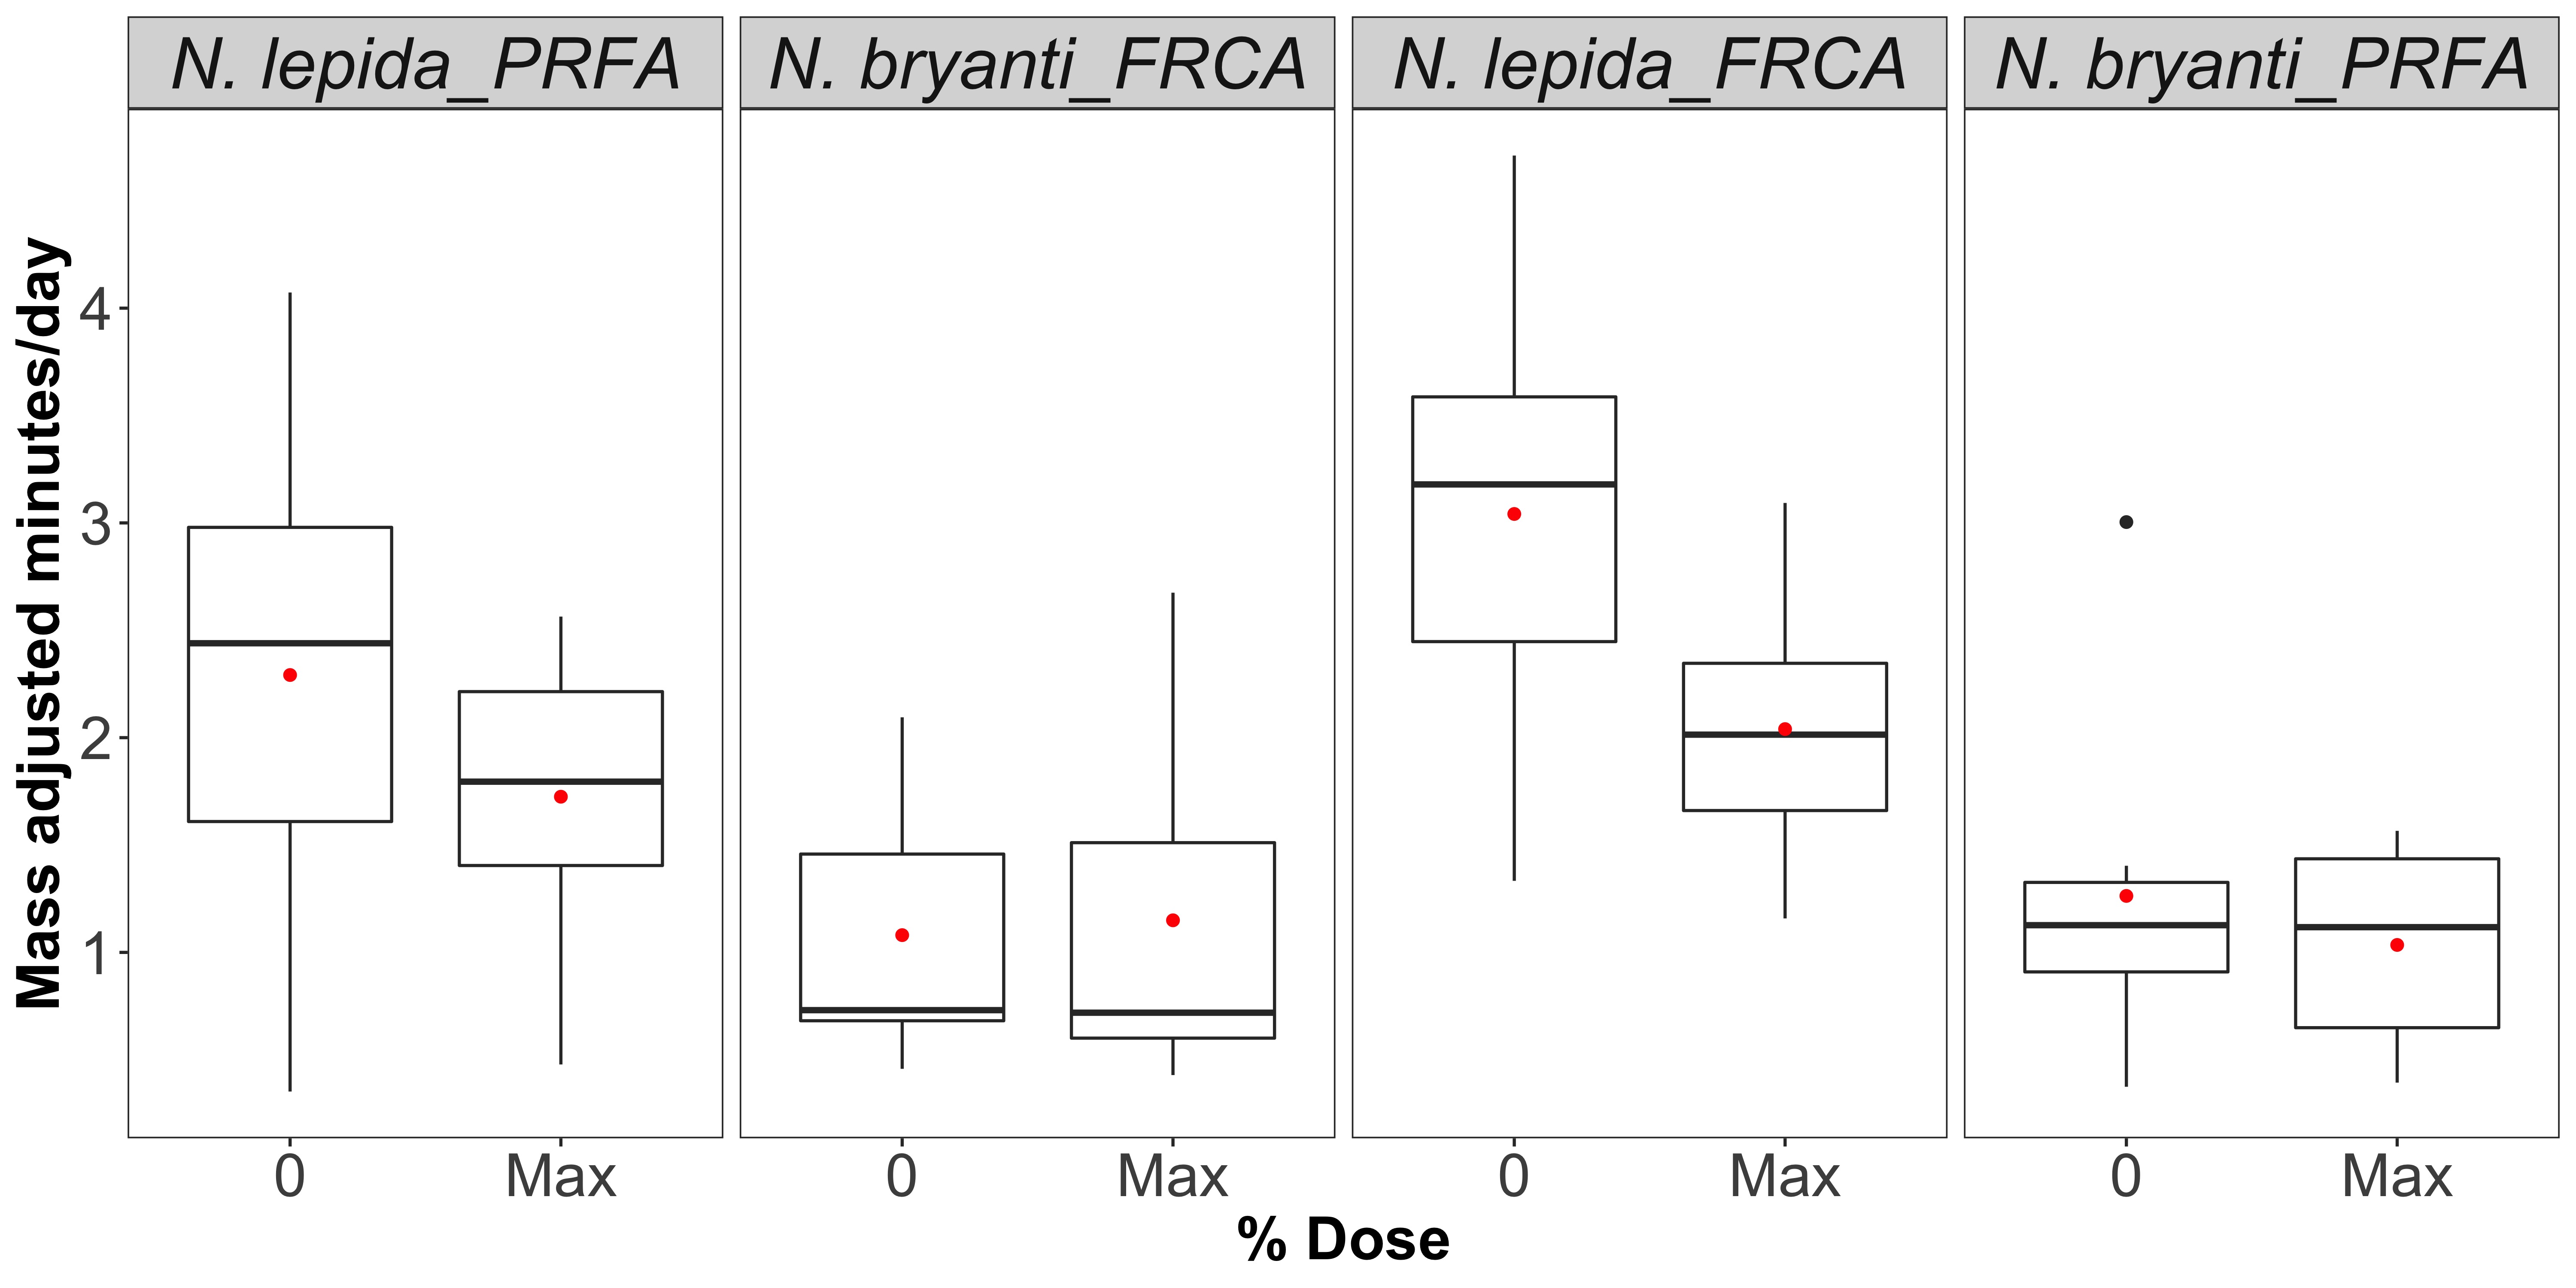 N. lepida_PRFA
N. bryanti_FRCA
N. lepida_FRCA
N. bryanti_PRFA
Mass adjusted minutes/day
4
3
2
1
0
Max
0
Max
0
Max
0
Max
% Dose